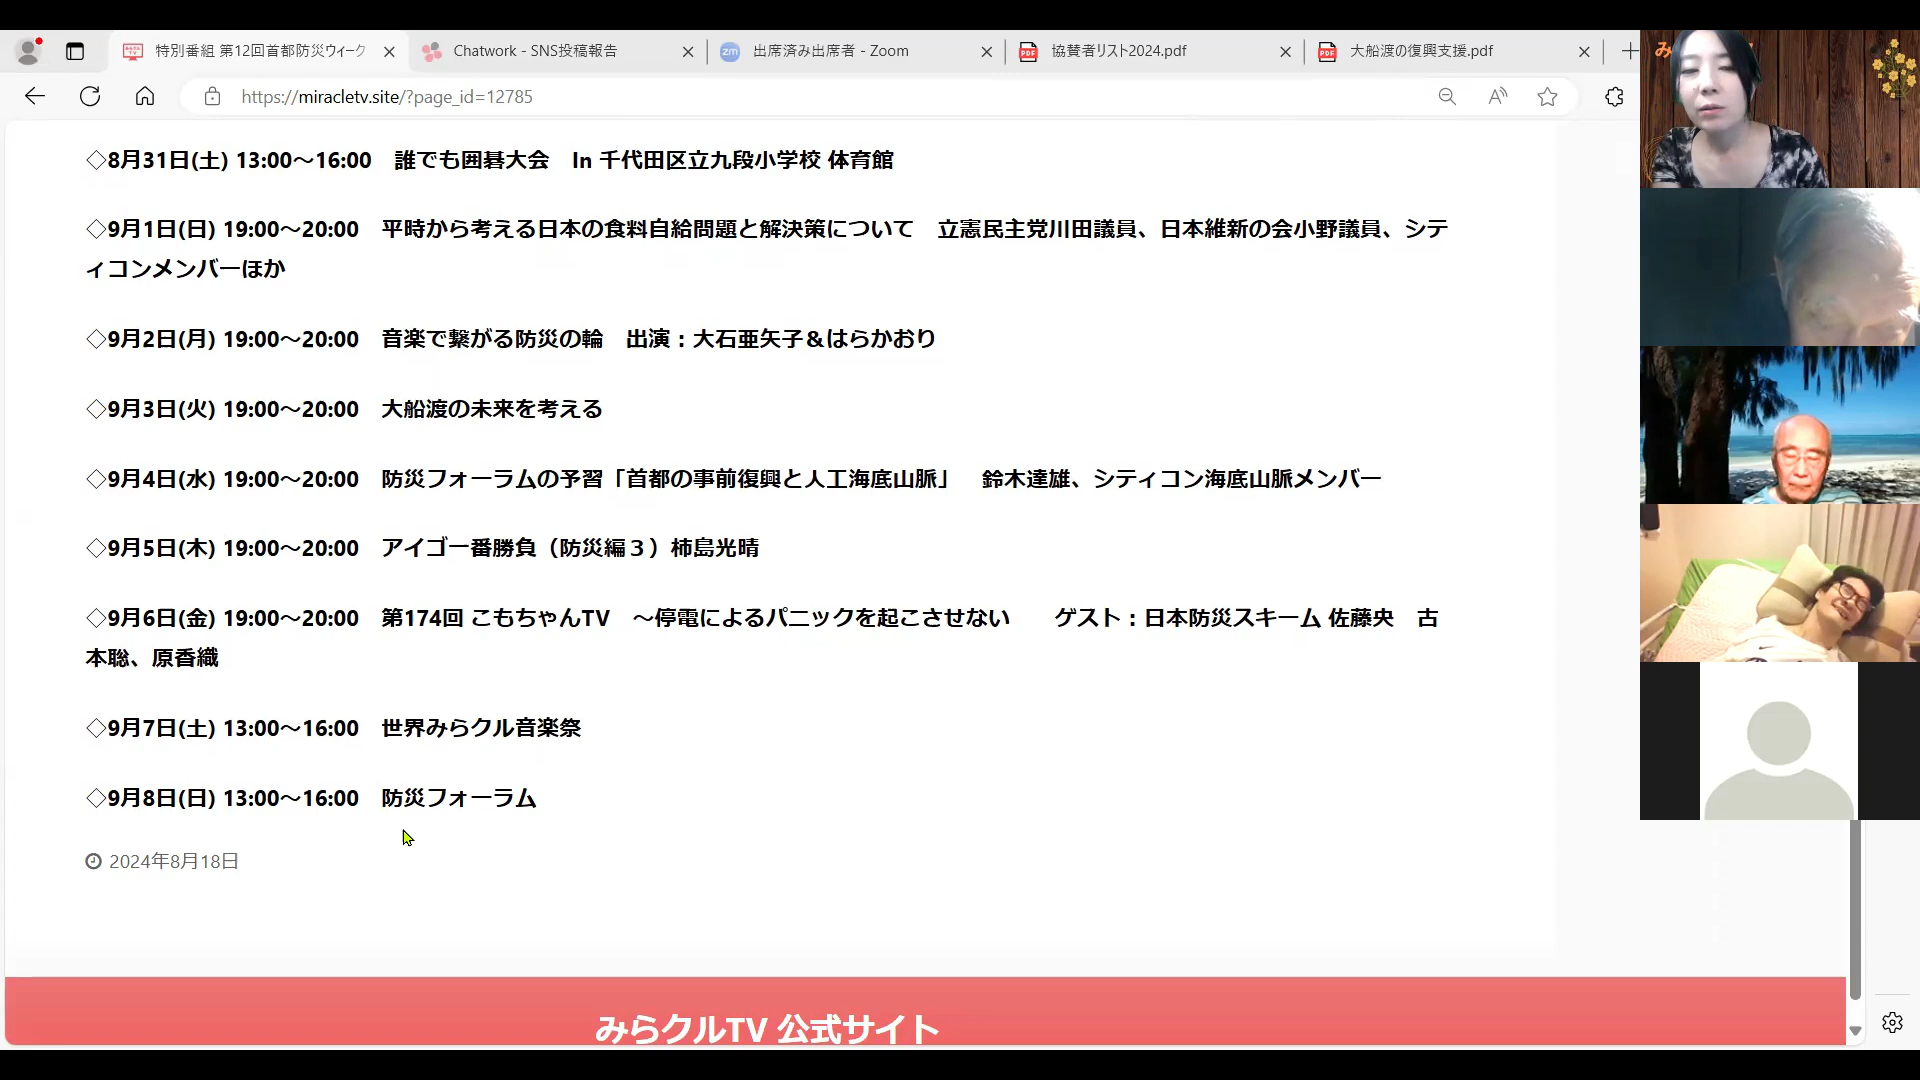 特別番組 第12回首都防災ウィーク
Chatwork - SNS投稿報告
zm 出席済み出席者 - Zoom
PDF 協賛者リスト2024.pdf
PDF 大船渡の復興支援.pdf
https://miracletv.site/?page_id=12785
◇8月31日(土) 13:00～16:00　誰でも囲碁大会　In 千代田区立九段小学校 体育館
◇9月1日(日) 19:00～20:00　平時から考える日本の食料自給問題と解決策について　立憲民主党川田議員、日本維新の会小野議員、シテ
ィコンメンバーほか
◇9月2日(月) 19:00～20:00　音楽で繋がる防災の輪　出演：大石亜矢子＆はらかおり
◇9月3日(火) 19:00～20:00　大船渡の未来を考える
◇9月4日(水) 19:00～20:00　防災フォーラムの予習「首都の事前復興と人工海底山脈」　鈴木達雄、シティコン海底山脈メンバー
◇9月5日(木) 19:00～20:00　アイゴー番勝負（防災編３）柿島光晴
◇9月6日(金) 19:00～20:00　第174回 こもちゃんTV　～停電によるパニックを起こさせない　　ゲスト：日本防災スキーム 佐藤央　古
本聡、原香織
◇9月7日(土) 13:00～16:00　世界みらクル音楽祭
◇9月8日(日) 13:00～16:00　防災フォーラム
2024年8月18日
みらクルTV 公式サイト